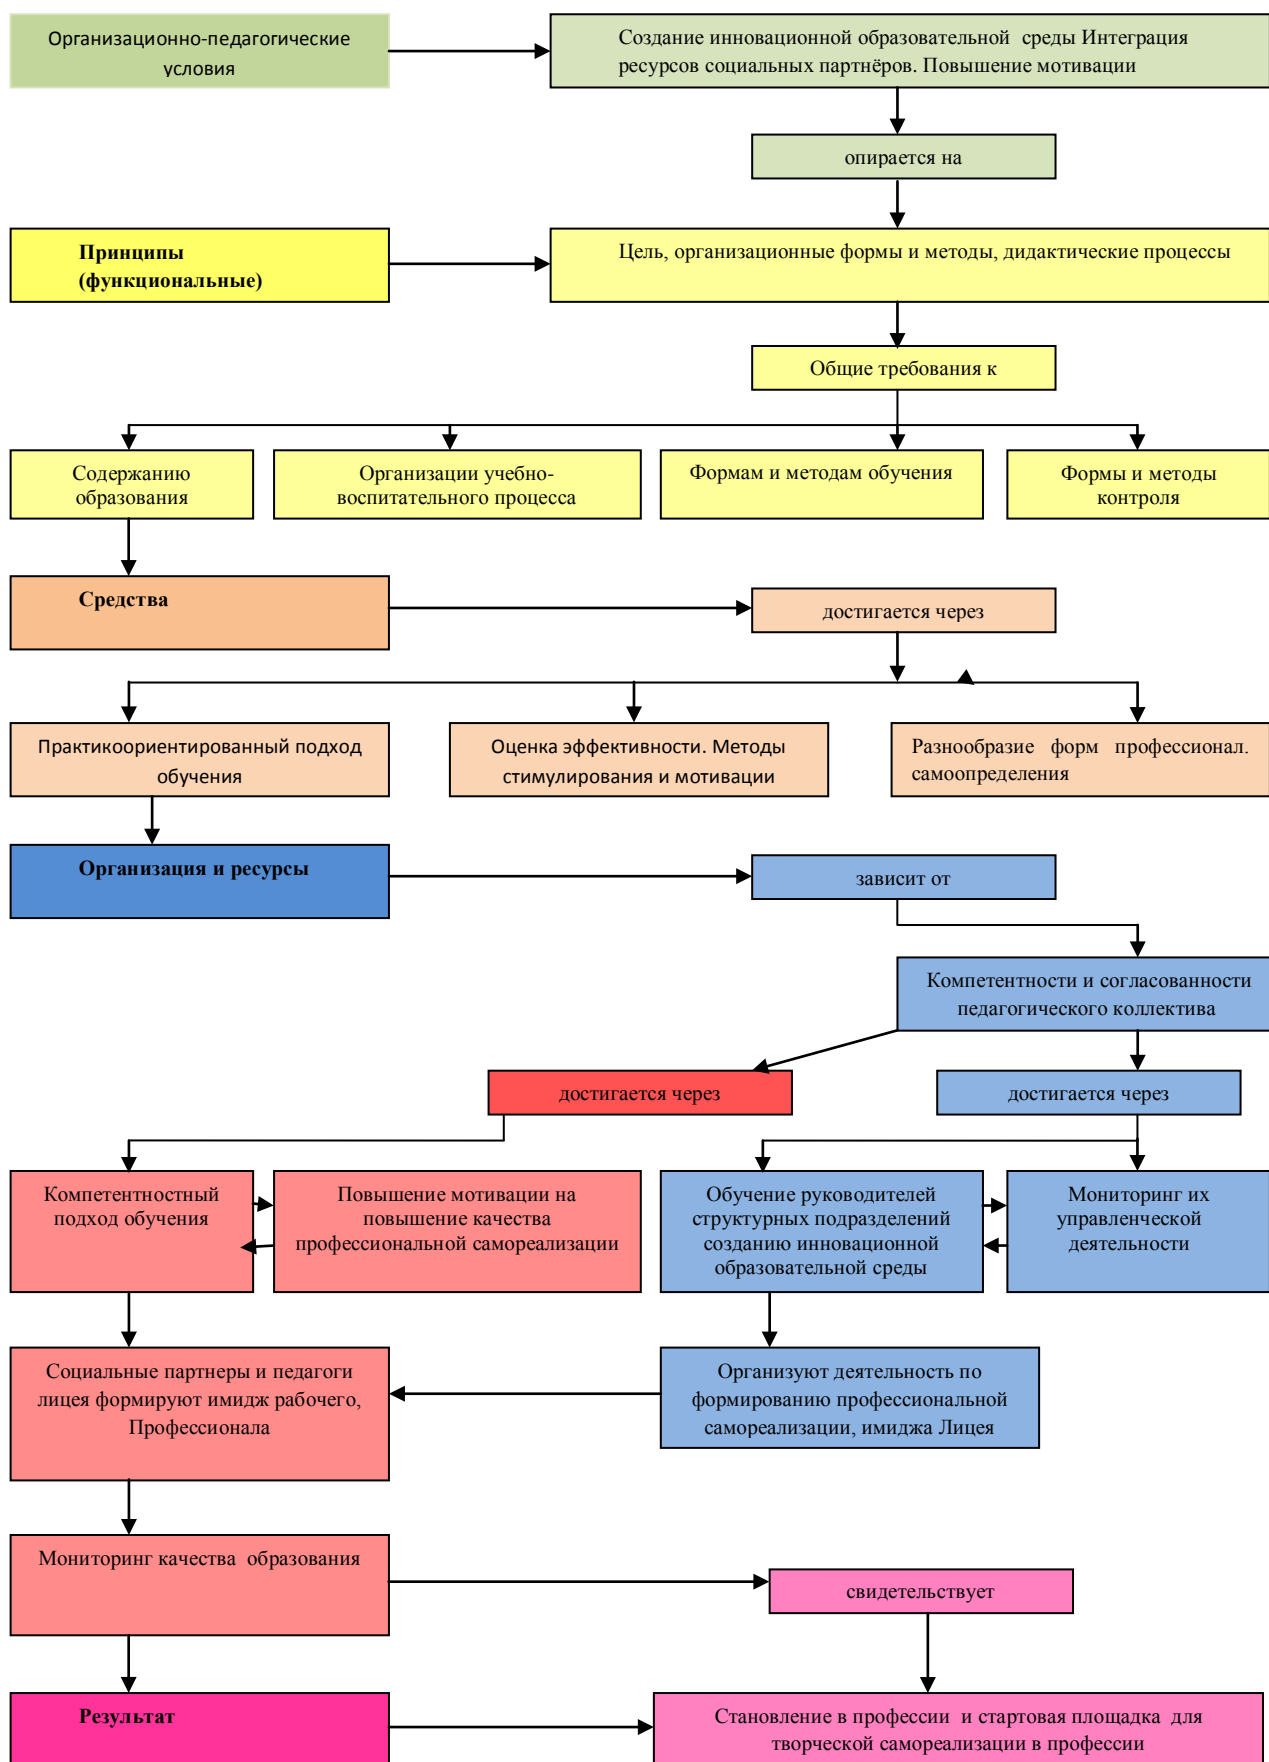 Организационно-педагогические
условия
Создание инновационной образовательной среды Интеграция
ресурсов социальных партнёров. Повышение мотивации
опирается на
Принципы
(функциональные)
Цель, организационные формы и методы, дидактические процессы
Общие требования к
Содержанию
образования
Организации учебно-
воспитательного процесса
Формам и методам обучения
Формы и методы
контроля
Средства
достигается через
Практикоориентированный подход
обучения
Оценка эффективности. Методы
стимулирования и мотивации
Разнообразие форм профессионал.
самоопределения
Организация и ресурсы
зависит от
Компетентности и согласованности
педагогического коллектива
достигается через
достигается через
Компетентностный
подход обучения
Повышение мотивации на
повышение качества
профессиональной самореализации
Обучение руководителей
структурных подразделений
созданию инновационной
образовательной среды
Мониторинг их
управленческой
деятельности
Социальные партнеры и педагоги
лицея формируют имидж рабочего,
Профессионала
Организуют деятельность по
формированию профессиональной
самореализации, имиджа Лицея
Мониторинг качества образования
свидетельствует
Результат
Становление в профессии и стартовая площадка для
творческой самореализации в профессии